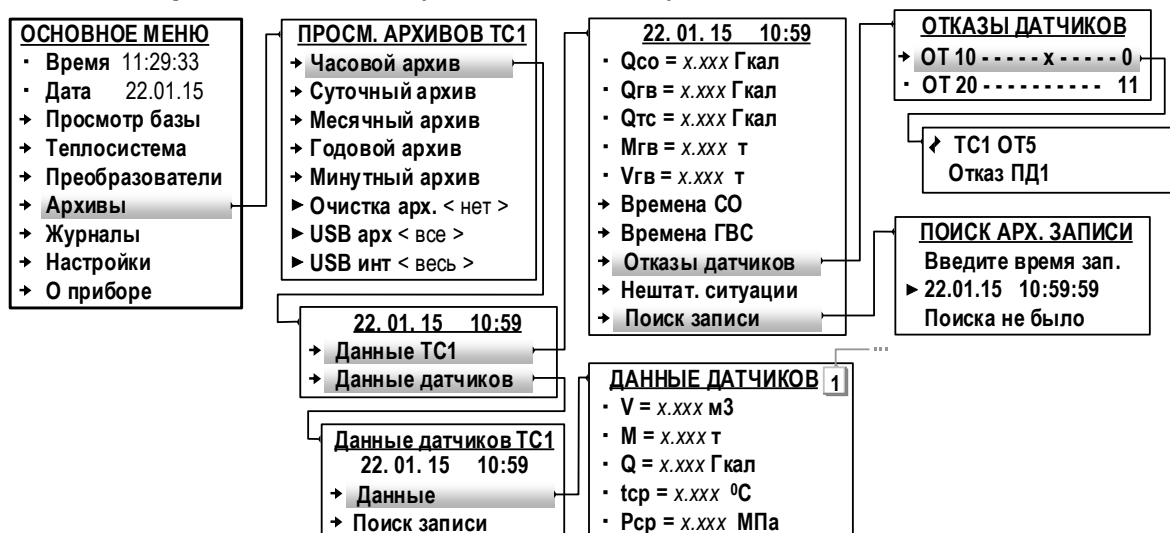 ОСНОВНОЕ МЕНЮ
· Время 11:29:33
· Дата 22.01.15
→ Просмотр базы
→ Теплосистема
→ Преобразователи
→ Архивы
→ Журналы
→ Настройки
→ О приборе
ПРОСМ. АРХИВОВ ТС1
→ Часовой архив
→ Суточный архив
→ Месячный архив
→ Годовой архив
→ Минутный архив
► Очистка арх. < нет >
► USB арх < все >
► USB инт < весь >
22. 01. 15 10:59
→ Данные ТС1
→ Данные датчиков
Данные датчиков ТС1
22. 01. 15 10:59
→ Данные
→ Поиск записи
22. 01. 15 10:59
· Qco = x.xxx Гкал
· Qгв = x.xxx Гкал
· Qтс = x.xxx Гкал
· Mгв = x.xxx т
· Vгв = x.xxx т
→ Времена СО
→ Времена ГВС
→ Отказы датчиков
→ Нештат. ситуации
→ Поиск записи
ДАННЫЕ ДАТЧИКОВ 1
· V = x.xxx м3
· M = x.xxx т
· Q = x.xxx Гкал
· tcp = x.xxx ⁰С
· Pcp = x.xxx МПа
ОТКАЗЫ ДАТЧИКОВ
→ ОТ 10 - - - - - x - - - - - 0
· ОТ 20 - - - - - - - - - - 11
ТС1 ОТ5
Отказ ПД1
ПОИСК АРХ. ЗАПИСИ
Введите время зап.
► 22.01.15 10:59:59
Поиска не было